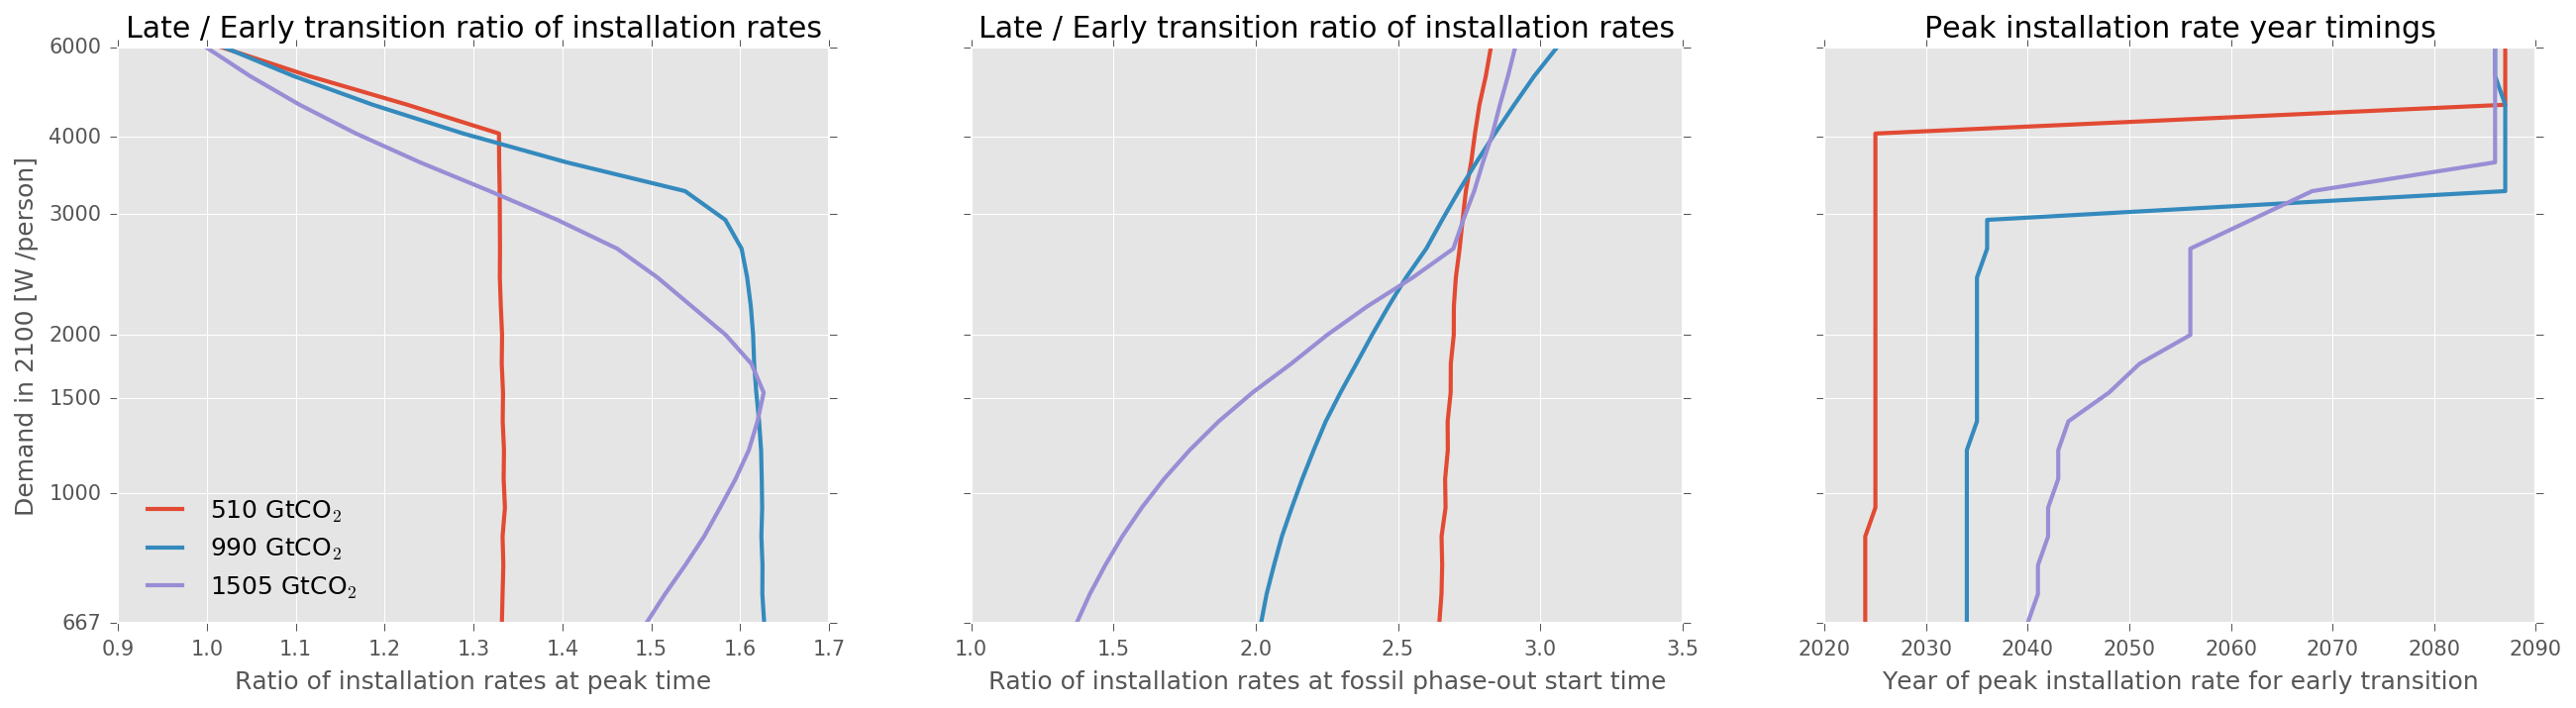 Late / Early transition ratio of installation rates
Late / Early transition ratio of installation rates
Peak installation rate year timings
Demand in 2100 [W /person]
6000
4000
3000
2000
1500
1000
667
510 GtCO₂
990 GtCO₂
1505 GtCO₂
0.9 1.0 1.1 1.2 1.3 1.4 1.5 1.6 1.7
Ratio of installation rates at peak time
1.0 1.5 2.0 2.5 3.0 3.5
Ratio of installation rates at fossil phase-out start time
2020 2030 2040 2050 2060 2070 2080 2090
Year of peak installation rate for early transition